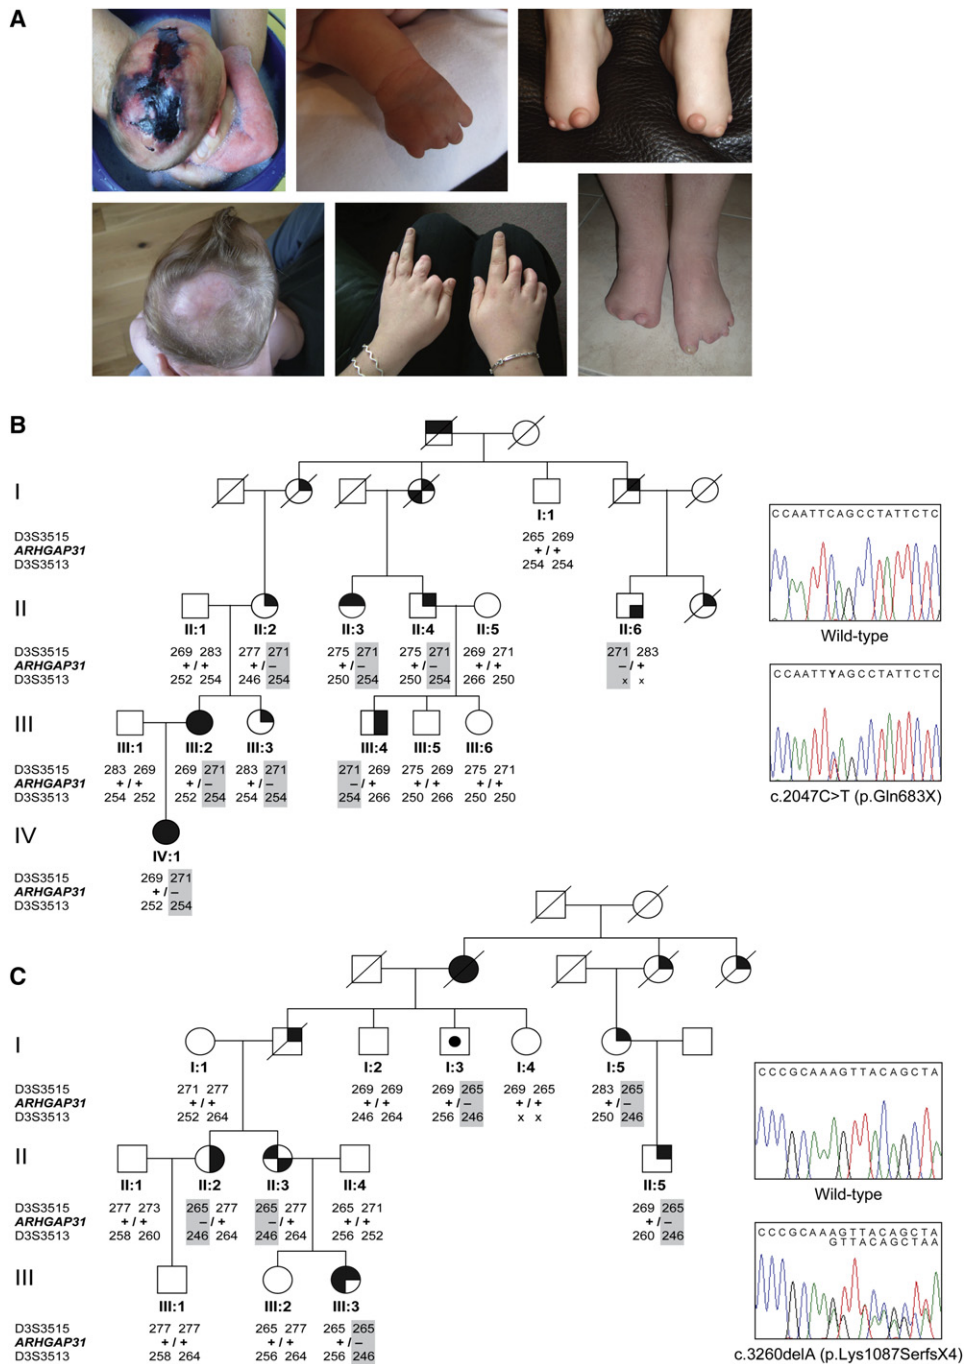 A
B
I
I:1
D3S3515 265 269
ARHGAP31 + / +
D3S3513 254 254
CCAATTCAGCCTATTCTC
Wild-type
II
II:1 II:2 II:3 II:4 II:5 II:6
D3S3515 269 283 277 271 275 271 275 271 269 271 271 283
ARHGAP31 + / + + / – + / – + / – + / + – / +
D3S3513 252 254 246 254 250 254 250 254 266 250 x x
CCAATTYAGCCTATTCTC
c.2047C>T (p.Gln683X)
III
III:1 III:2 III:3 III:4 III:5 III:6
D3S3515 283 269 269 271 283 271 271 269 275 269 275 271
ARHGAP31 + / + + / – + / – – / + + / + + / +
D3S3513 254 252 252 254 254 254 254 266 250 266 250 250
IV
IV:1
D3S3515 269 271
ARHGAP31 + / –
D3S3513 252 254
C
I
I:1 I:2 I:3 I:4 I:5
D3S3515 271 277 269 269 269 265 269 265 283 265
ARHGAP31 + / + + / + + / – + / + + / –
D3S3513 252 264 246 264 256 246 x x 250 246
CCCGCAAAGTTACAGCTA
Wild-type
II
II:1 II:2 II:3 II:4 II:5
D3S3515 277 273 265 277 265 277 265 271 269 265
ARHGAP31 + / + – / + – / + + / + + / –
D3S3513 258 260 246 264 246 264 256 252 260 246
CCCGCAAAGTTACAGCTA
GTTACAGCTAA
c.3260delA (p.Lys1087SerfsX4)
III
III:1 III:2 III:3
D3S3515 277 277 265 277 265 265
ARHGAP31 + / + + / + + / –
D3S3513 258 264 256 264 256 246